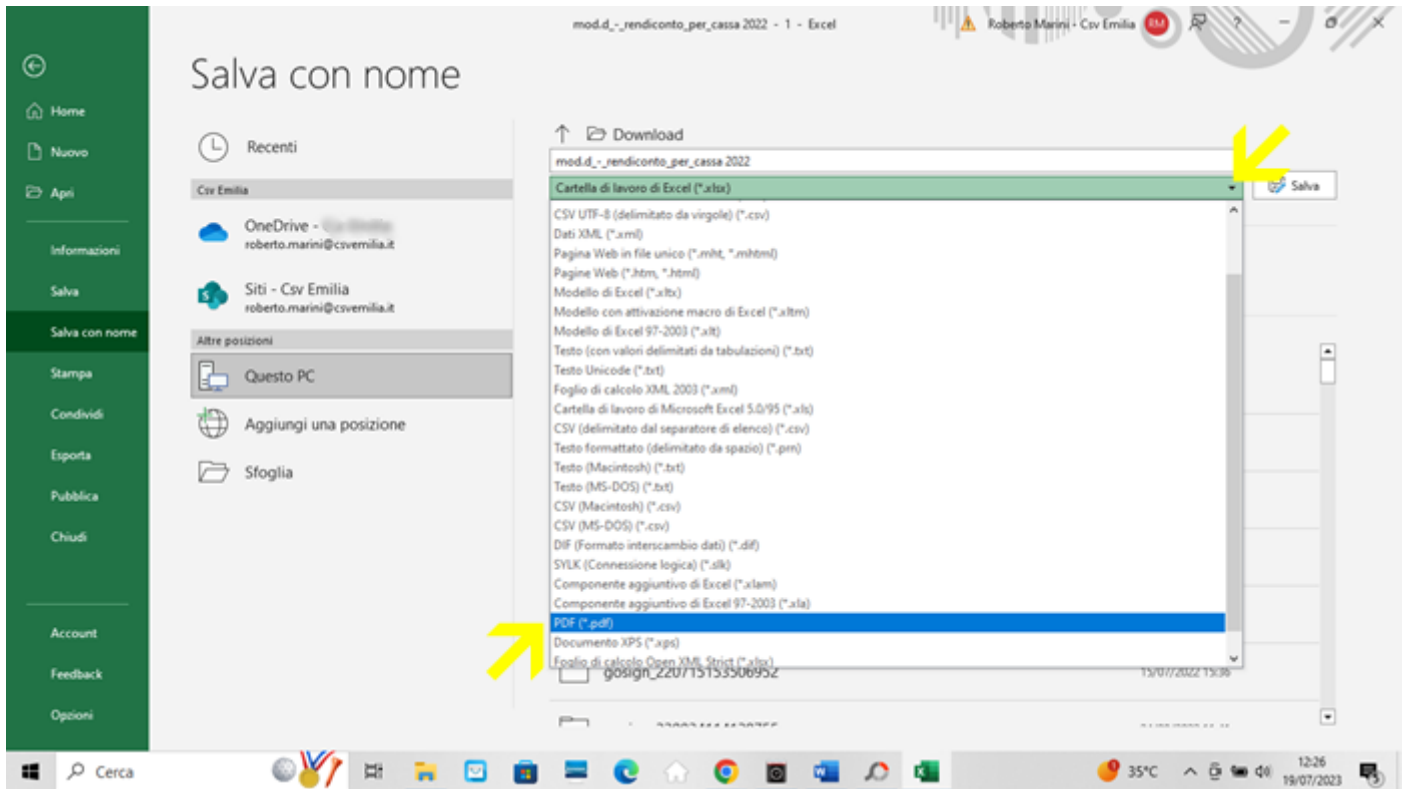 mod.d_-_rendiconto_per_cassa 2022 - 1 - Excel
Roberto Marini - Csv Emilia
RM
?
Salva con nome
Home
Nuovo
Apri
Informazioni
Salva
Salva con nome
Stampa
Condividi
Esporta
Pubblica
Chiudi
Account
Feedback
Opzioni
Recenti
Csv Emilia
OneDrive -
roberto.marini@csvemilia.it
Siti - Csv Emilia
roberto.marini@csvemilia.it
Altre posizioni
Questo PC
Aggiungi una posizione
Sfoglia
Download
mod.d_-_rendiconto_per_cassa 2022
Cartella di lavoro di Excel (*.xlsx)
Salva
CSV UTF-8 (delimitato da virgole) (*.csv)
Dati XML (*.xml)
Pagina Web in file unico (*.mht, *.mhtml)
Pagine Web (*.htm, *.html)
Modello di Excel (*.xltx)
Modello con attivazione macro di Excel (*.xltm)
Modello di Excel 97-2003 (*.xlt)
Testo (con valori delimitati da tabulazioni) (*.txt)
Testo Unicode (*.txt)
Foglio di calcolo XML 2003 (*.xml)
Cartella di lavoro di Microsoft Excel 5.0/95 (*.xls)
CSV (delimitato dal separatore di elenco) (*.csv)
Testo formattato (delimitato da spazio) (*.prn)
Testo (Macintosh) (*.txt)
Testo (MS-DOS) (*.txt)
CSV (Macintosh) (*.csv)
CSV (MS-DOS) (*.csv)
DIF (Formato interscambio dati) (*.dif)
SYLK (Connessione logica) (*.slk)
Componente aggiuntivo di Excel (*.xlam)
Componente aggiuntivo di Excel 97-2003 (*.xla)
PDF (*.pdf)
Documento XPS (*.xps)
Foglio di calcolo Open XML Strict (*.xlsx)
gosign_220715153506952
15/07/2022 15:36
Cerca
35°C
12:26
19/07/2023